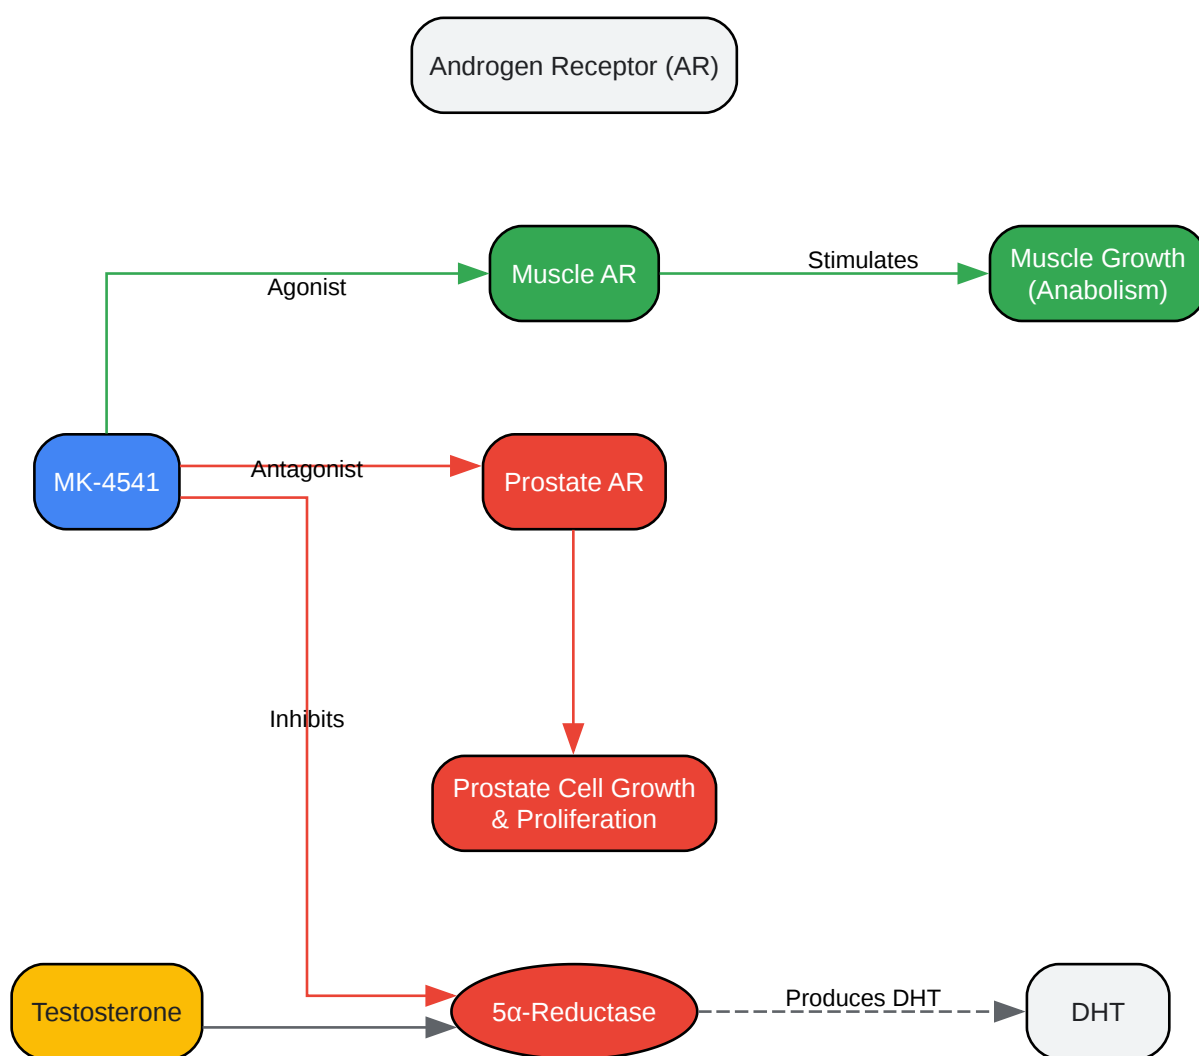 Androgen Receptor (AR)
Stimulates
Muscle Growth
(Anabolism)
Muscle AR
Agonist
Antagonist
MK-4541
Prostate AR
Inhibits
Prostate Cell Growth
& Proliferation
Produces DHT
Testosterone
5α-Reductase
DHT